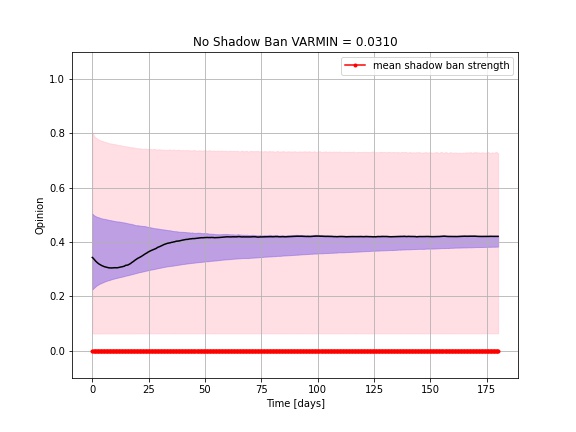 No Shadow Ban VARMIN = 0.0310
mean shadow ban strength
1.0
0.8
0.6
0.4
0.2
0.0
Opinion
0 25 50 75 100 125 150 175
Time [days]